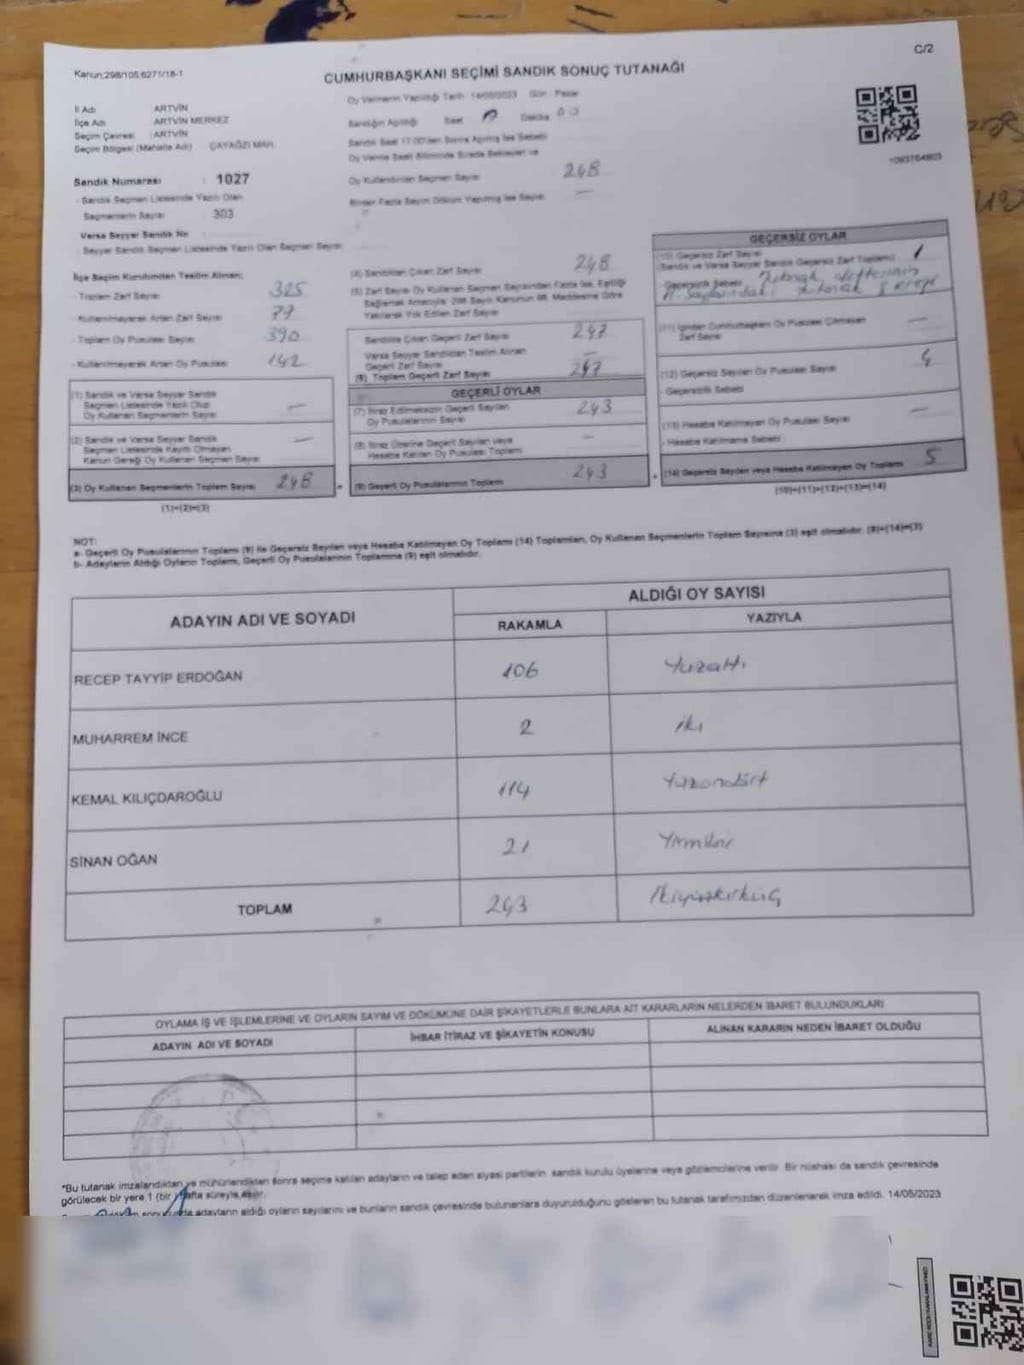 C/2
Kanun;298/105;6271/18-1
CUMHURBAŞKANI SEÇİMİ SANDIK SONUÇ TUTANAĞI
İl Adı ARTVİN
İlçe Adı ARTVİN MERKEZ
Seçim Çevresi : ARTVİN
Seçim Bölgesi (Mahalle Adı) ÇAYAĞZI MAH.
Sandık Numarası : 1027
- Sandık Seçmen Listesinde Yazılı Olan
Seçmenlerin Sayısı 303
Varsa Seyyar Sandık No
- Seyyar Sandık Seçmen Listesinde Yazılı Olan Seçmen Sayısı
Oy Vermenin Yapıldığı Tarih 14/05/2023 Gün : Pazar
Sandığın Açıldığı Saat Dakika 00
Sandık Saat 17:00'den Sonra Açılmış İse Sebebi
Oy Verme Saati Bitiminde Sırada Bekleyen ve
Oy Kullandırılan Seçmen Sayısı 248
Birden Fazla Sayım Döküm Yapılmış İse Sayısı —
1093764803
İlçe Seçim Kurulundan Teslim Alınan;
- Toplam Zarf Sayısı 325
- Kullanılmayarak Artan Zarf Sayısı 77
- Toplam Oy Pusulası Sayısı 390
- Kullanılmayarak Artan Oy Pusulası 142
(1) Sandık ve Varsa Seyyar Sandık
Seçmen Listesinde Yazılı Olup
Oy Kullanan Seçmenlerin Sayısı —
(2) Sandık ve Varsa Seyyar Sandık
Seçmen Listesinde Kayıtlı Olmayan
Kanun Gereği Oy Kullanan Seçmen Sayısı —
(3) Oy Kullanan Seçmenlerin Toplam Sayısı 248
(1)+(2)=(3)
(4) Sandıktan Çıkan Zarf Sayısı 248
(5) Zarf Sayısı Oy Kullanan Seçmen Sayısından Fazla İse, Eşitliği
Sağlamak Amacıyla 298 Sayılı Kanunun 98. Maddesine Göre
Yakılarak Yok Edilen Zarf Sayısı
Sandıkta Çıkan Geçerli Zarf Sayısı 247
Varsa Seyyar Sandıktan Teslim Alınan
Geçerli Zarf Sayısı —
(6) Toplam Geçerli Zarf Sayısı 247
GEÇERLİ OYLAR
(7) İtiraz Edilmeksizin Geçerli Sayılan
Oy Pusulalarının Sayısı 243
(8) İtiraz Üzerine Geçerli Sayılan veya
Hesaba Katılan Oy Pusulası Toplamı —
(9) Geçerli Oy Pusulalarının Toplamı 243
GEÇERSİZ OYLAR
(10) Geçersiz Zarf Sayısı 1
(Sandık ve Varsa Seyyar Sandık Geçersiz Zarf Toplamı)
- Geçersizlik Sebebi
(11) İçinden Cumhurbaşkanı Oy Pusulası Çıkmayan
Zarf Sayısı —
(12) Geçersiz Sayılan Oy Pusulası Sayısı 4
- Geçersizlik Sebebi
(13) Hesaba Katılmayan Oy Pusulası Sayısı —
- Hesaba Katılmama Sebebi
(14) Geçersiz Sayılan veya Hesaba Katılmayan Oy Toplamı 5
(10)+(11)+(12)+(13)=(14)
NOT:
a- Geçerli Oy Pusulalarının Toplamı (9) ile Geçersiz Sayılan veya Hesaba Katılmayan Oy Toplamı (14) Toplamları, Oy Kullanan Seçmenlerin Toplam Sayısına (3) eşit olmalıdır. (9)+(14)=(3)
b- Adayların Aldığı Oyların Toplamı, Geçerli Oy Pusulalarının Toplamına (9) eşit olmalıdır.
ADAYIN ADI VE SOYADI
ALDIĞI OY SAYISI
RAKAMLA YAZIYLA
RECEP TAYYİP ERDOĞAN 106 Yüzaltı
MUHARREM İNCE 2 iki
KEMAL KILIÇDAROĞLU 114 Yüzondört
SİNAN OĞAN 21 Yirmibir
TOPLAM 243 İkiyüzkırküç
OYLAMA İŞ VE İŞLEMLERİNE VE OYLARIN SAYIM VE DÖKÜMÜNE DAİR ŞİKAYETLERLE BUNLARA AİT KARARLARIN NELERDEN İBARET BULUNDUKLARI
ADAYIN ADI VE SOYADI İHBAR İTİRAZ VE ŞİKAYETİN KONUSU ALINAN KARARIN NEDEN İBARET OLDUĞU
*Bu tutanak imzalandıktan ve mühürlendikten sonra seçime katılan adayların ve talep eden siyasi partilerin sandık kurulu üyelerine veya gözlemcilerine verilir. Bir nüshası da sandık çevresinde
görülecek bir yere 1 (bir) hafta süreyle asılır.
adayların aldığı oyların sayılarını ve bunların sandık çevresinde bulunanlara duyurulduğunu gösteren bu tutanak tarafımızdan düzenlenerek imza edildi. 14/05/2023